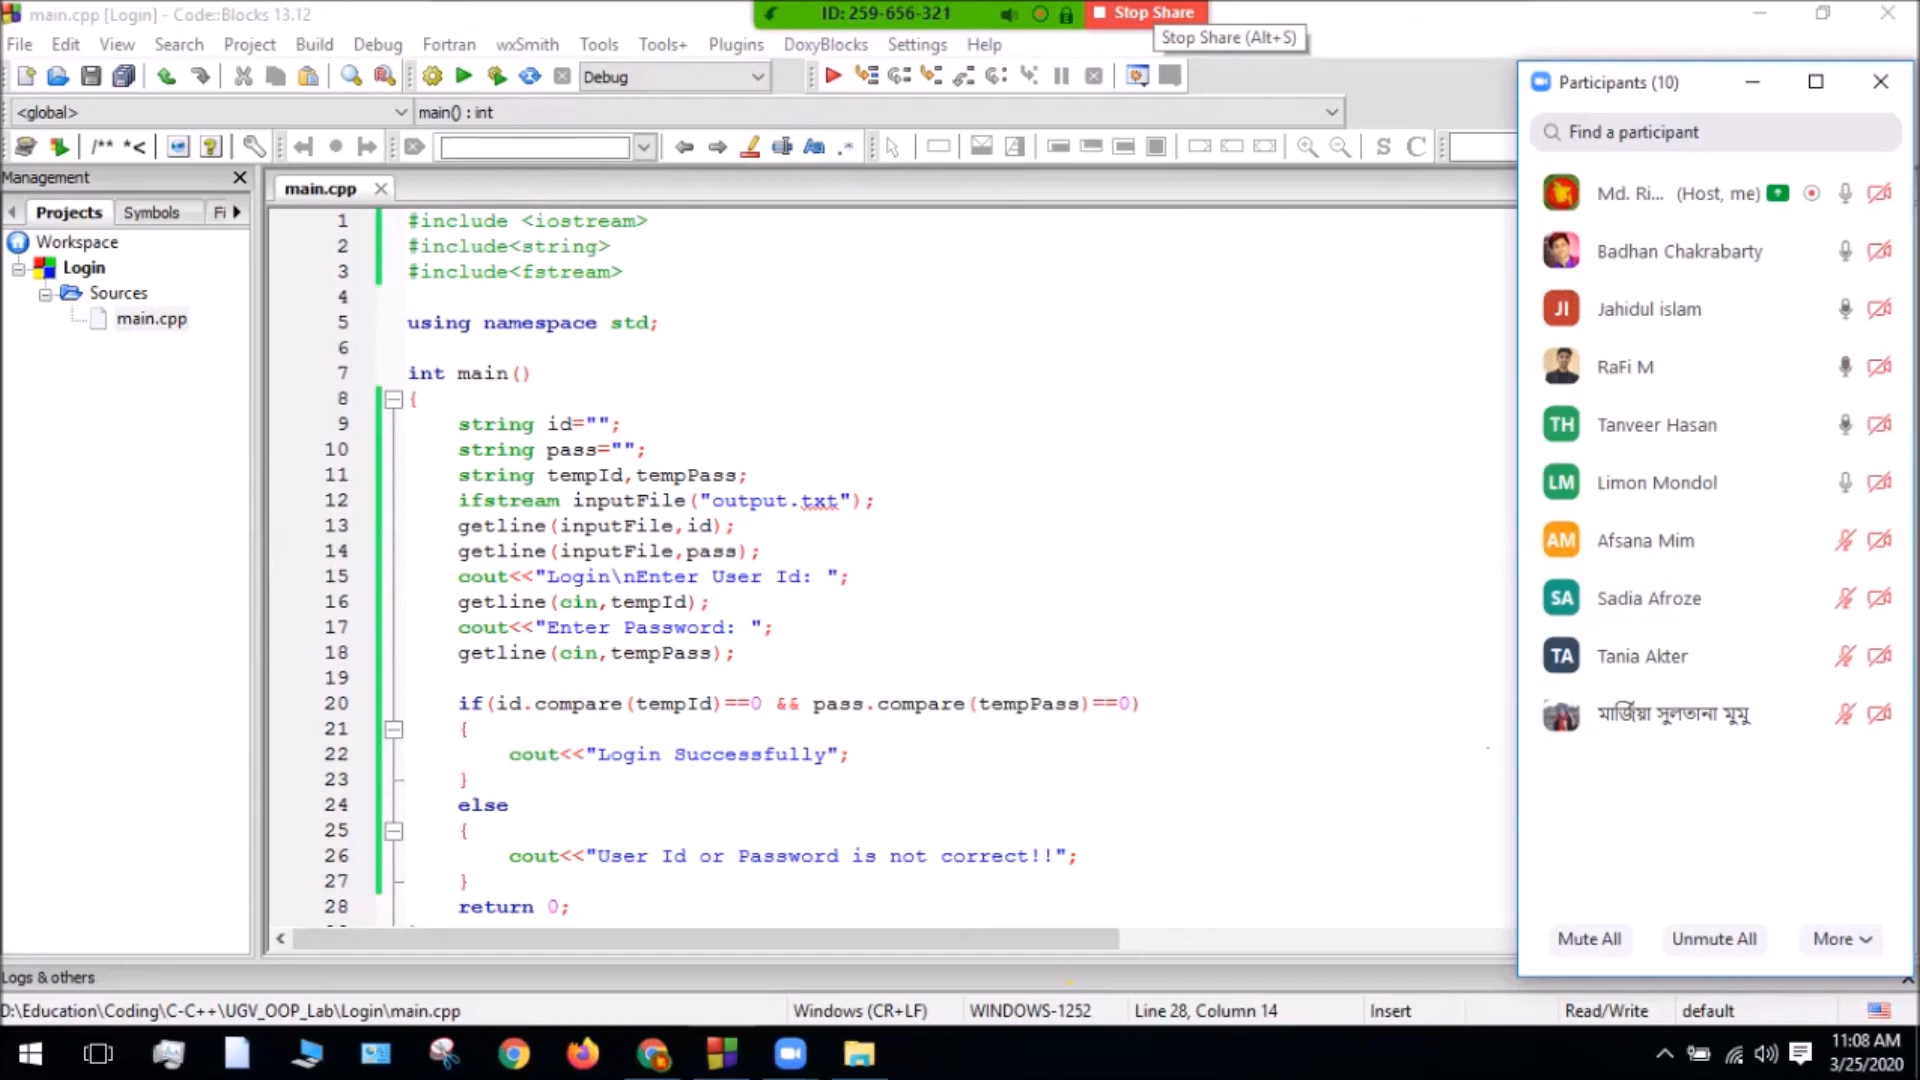 main.cpp [Login] - Code::Blocks 13.12
ID: 259-656-321
Stop Share
Stop Share (Alt+S)
File Edit View Search Project Build Debug Fortran wxSmith Tools Tools+ Plugins DoxyBlocks Settings Help
Debug
<global>
main() : int
/** *<
S C
Management
Projects Symbols Fi
Workspace
Login
Sources
main.cpp
main.cpp
1 #include <iostream>
2 #include<string>
3 #include<fstream>
4
5 using namespace std;
6
7 int main()
8 {
9 string id="";
10 string pass="";
11 string tempId,tempPass;
12 ifstream inputFile("output.txt");
13 getline(inputFile,id);
14 getline(inputFile,pass);
15 cout<<"Login\nEnter User Id: ";
16 getline(cin,tempId);
17 cout<<"Enter Password: ";
18 getline(cin,tempPass);
19
20 if(id.compare(tempId)==0 && pass.compare(tempPass)==0)
21 {
22 cout<<"Login Successfully";
23 }
24 else
25 {
26 cout<<"User Id or Password is not correct!!";
27 }
28 return 0;
Participants (10)
Find a participant
Md. Ri... (Host, me)
Badhan Chakrabarty
JI Jahidul islam
RaFi M
TH Tanveer Hasan
LM Limon Mondol
AM Afsana Mim
SA Sadia Afroze
TA Tania Akter
মার্জিয়া সুলতানা মুমু
Mute All Unmute All More
Logs & others
D:\Education\Coding\C-C++\UGV_OOP_Lab\Login\main.cpp Windows (CR+LF) WINDOWS-1252 Line 28, Column 14 Insert Read/Write default
11:08 AM
3/25/2020